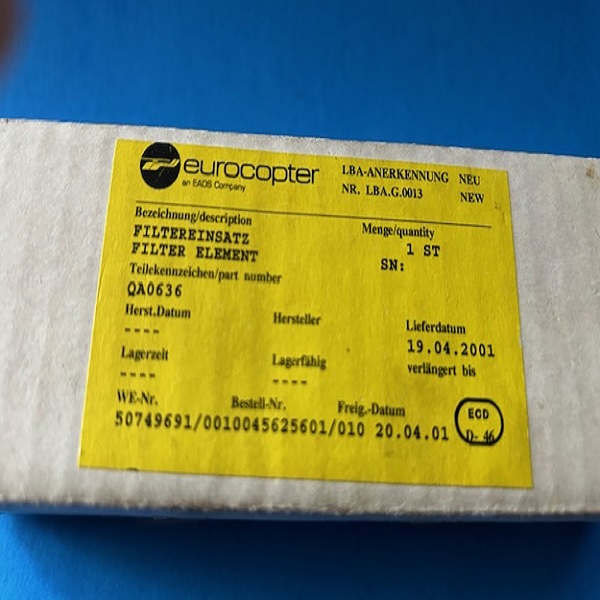 eurocopter
an EADS Company
LBA-ANERKENNUNG NEU
NR. LBA.G.0013 NEW
Bezeichnung/description
FILTEREINSATZ
FILTER ELEMENT
Menge/quantity
1 ST
SN:
Teilekennzeichen/part number
QA0636
Herst.Datum
----
Hersteller
Lieferdatum
19.04.2001
Lagerzeit
----
Lagerfähig
----
verlängert bis
WE-Nr. Bestell-Nr. Freig.-Datum
50749691/0010045625601/010 20.04.01
ECD
D- 46